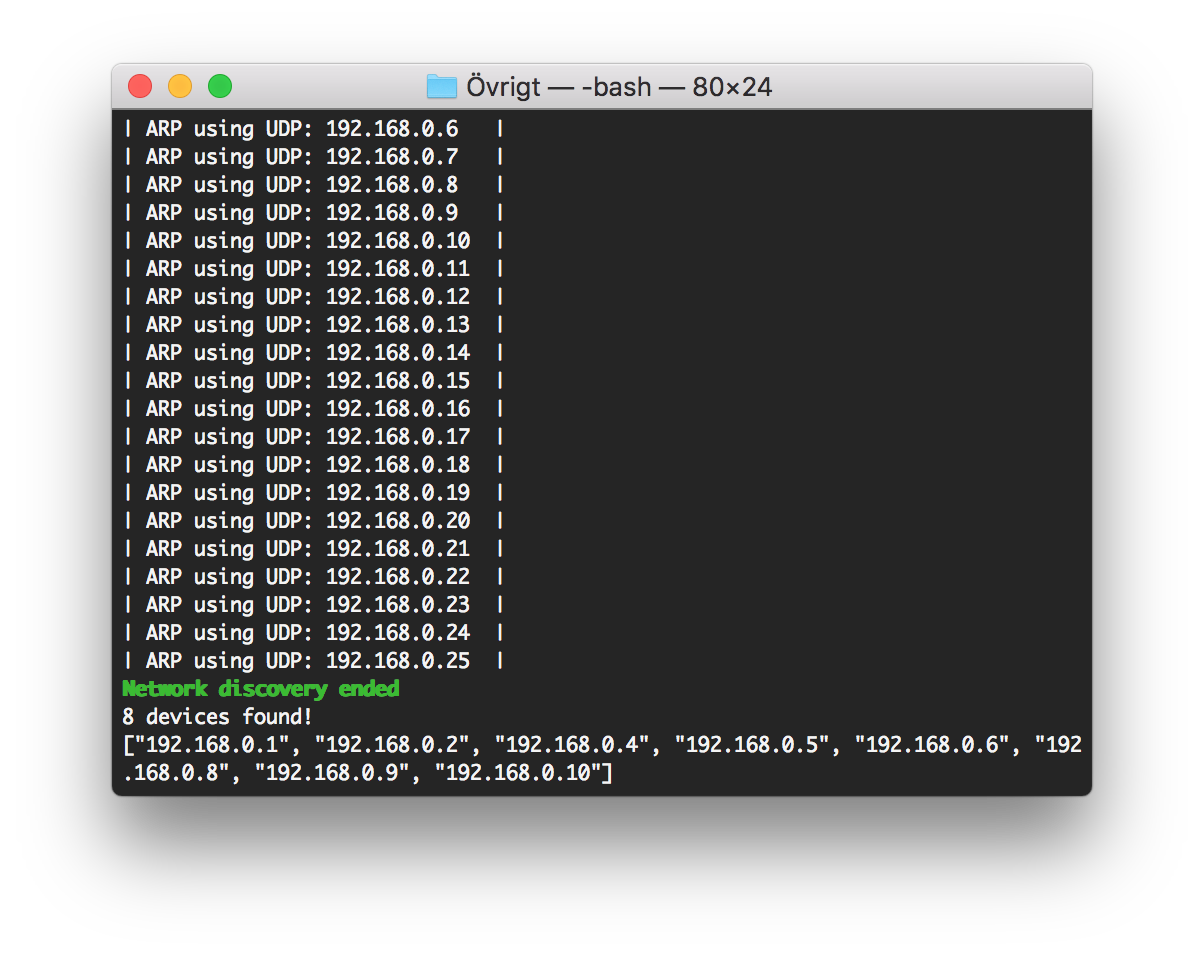 Övrigt — -bash — 80×24
| ARP using UDP: 192.168.0.6   |
| ARP using UDP: 192.168.0.7   |
| ARP using UDP: 192.168.0.8   |
| ARP using UDP: 192.168.0.9   |
| ARP using UDP: 192.168.0.10  |
| ARP using UDP: 192.168.0.11  |
| ARP using UDP: 192.168.0.12  |
| ARP using UDP: 192.168.0.13  |
| ARP using UDP: 192.168.0.14  |
| ARP using UDP: 192.168.0.15  |
| ARP using UDP: 192.168.0.16  |
| ARP using UDP: 192.168.0.17  |
| ARP using UDP: 192.168.0.18  |
| ARP using UDP: 192.168.0.19  |
| ARP using UDP: 192.168.0.20  |
| ARP using UDP: 192.168.0.21  |
| ARP using UDP: 192.168.0.22  |
| ARP using UDP: 192.168.0.23  |
| ARP using UDP: 192.168.0.24  |
| ARP using UDP: 192.168.0.25  |
Network discovery ended
8 devices found!
["192.168.0.1", "192.168.0.2", "192.168.0.4", "192.168.0.5", "192.168.0.6", "192
.168.0.8", "192.168.0.9", "192.168.0.10"]